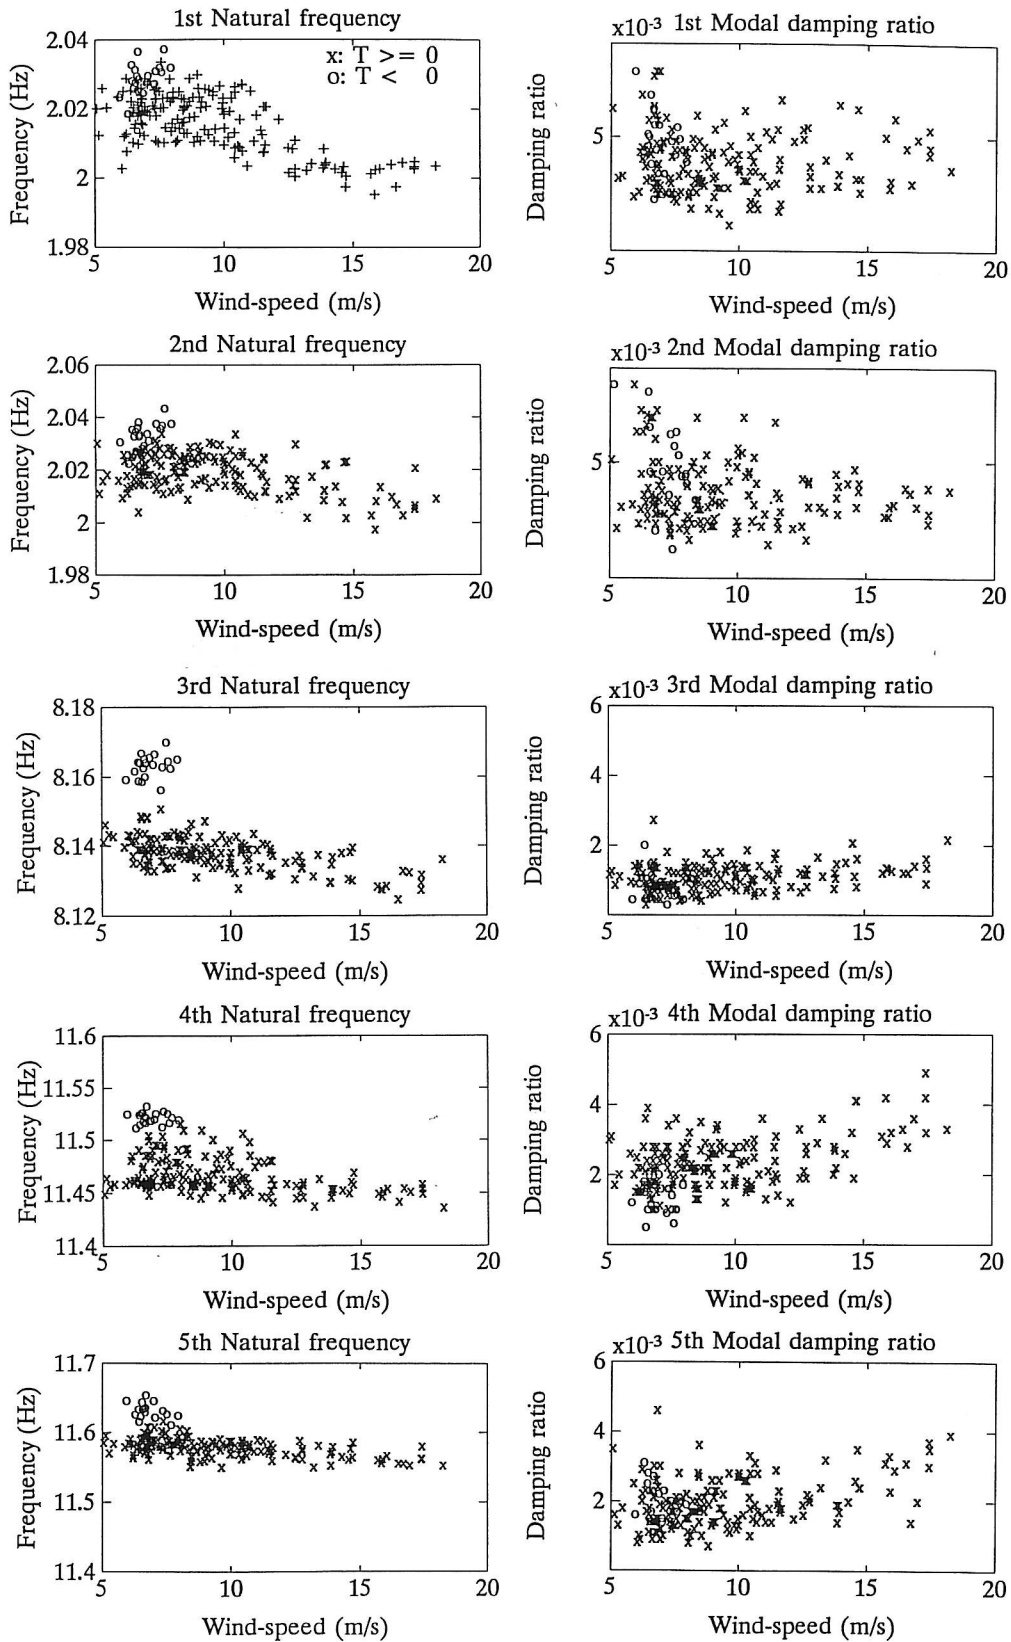 1st Natural frequency
2.04
2.02
2
1.98
Frequency (Hz)
x: T >= 0
o: T < 0
5 10 15 20
Wind-speed (m/s)
x10-3 1st Modal damping ratio
5
Damping ratio
5 10 15 20
Wind-speed (m/s)
2nd Natural frequency
2.06
2.04
2.02
2
1.98
Frequency (Hz)
5 10 15 20
Wind-speed (m/s)
x10-3 2nd Modal damping ratio
5
Damping ratio
5 10 15 20
Wind-speed (m/s)
3rd Natural frequency
8.18
8.16
8.14
8.12
Frequency (Hz)
5 10 15 20
Wind-speed (m/s)
x10-3 3rd Modal damping ratio
6
4
2
Damping ratio
5 10 15 20
Wind-speed (m/s)
4th Natural frequency
11.6
11.55
11.5
11.45
11.4
Frequency (Hz)
5 10 15 20
Wind-speed (m/s)
x10-3 4th Modal damping ratio
6
4
2
Damping ratio
5 10 15 20
Wind-speed (m/s)
5th Natural frequency
11.7
11.6
11.5
11.4
Frequency (Hz)
5 10 15 20
Wind-speed (m/s)
x10-3 5th Modal damping ratio
6
4
2
Damping ratio
5 10 15 20
Wind-speed (m/s)